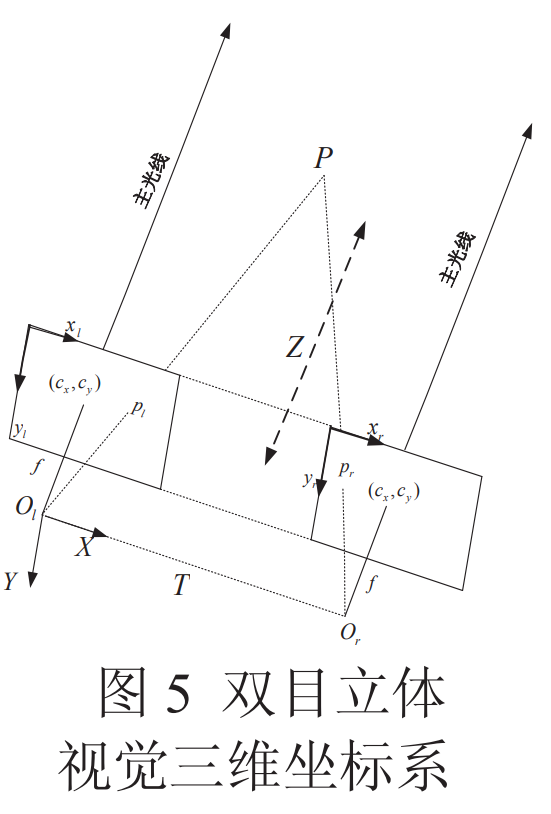 P
主光线
主光线
Z
x_l
(c_x,c_y)
p_l
y_l
x_r
y_r
p_r
(c_x,c_y)
f
O_l
X
Y
T
f
O_r
图 5 双目立体
视觉三维坐标系